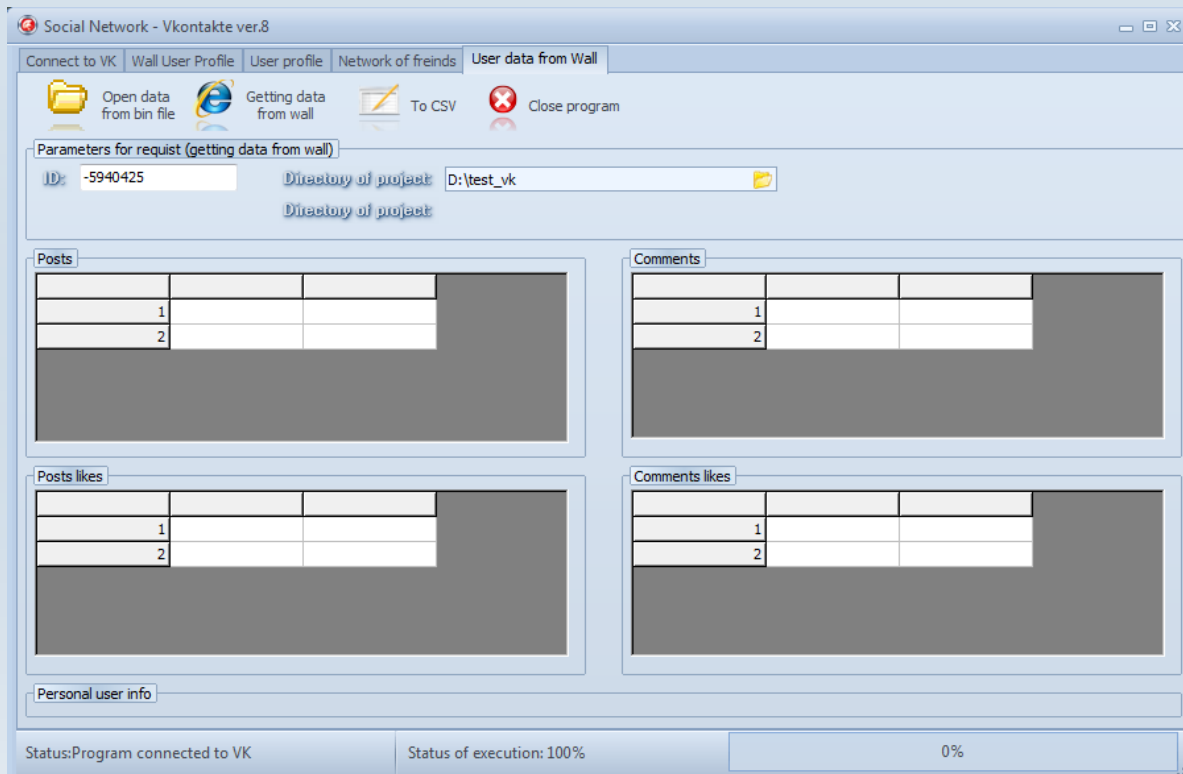 Social Network - Vkontakte ver.8
Connect to VK
Wall User Profile
User profile
Network of freinds
User data from Wall
Open data
from bin file
Getting data
from wall
To CSV
Close program
Parameters for requist (getting data from wall)
ID: -5940425
Directory of project: D:\test_vk
Directory of project:
Posts
1
2
Comments
1
2
Posts likes
1
2
Comments likes
1
2
Personal user info
Status:Program connected to VK
Status of execution: 100%
0%